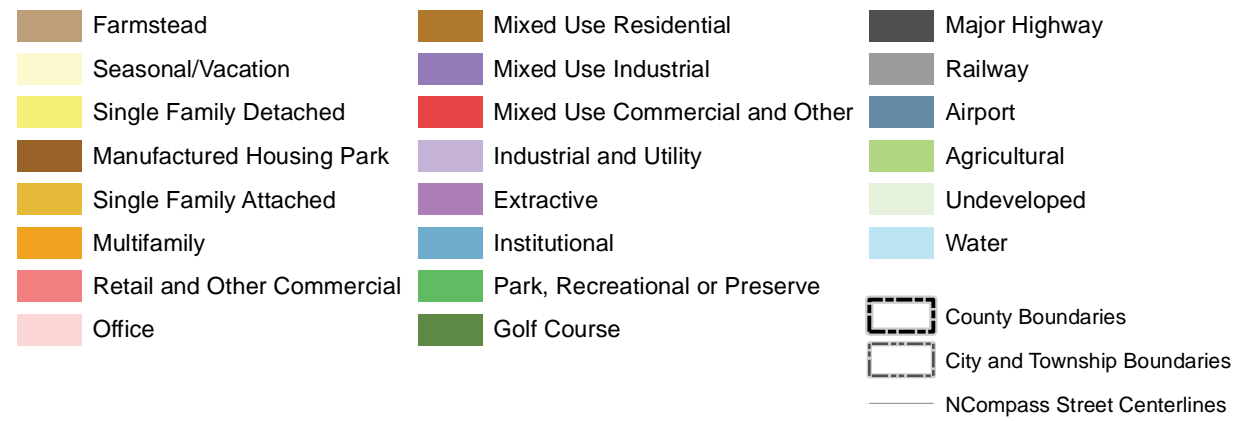 Farmstead
Seasonal/Vacation
Single Family Detached
Manufactured Housing Park
Single Family Attached
Multifamily
Retail and Other Commercial
Office
Mixed Use Residential
Mixed Use Industrial
Mixed Use Commercial and Other
Industrial and Utility
Extractive
Institutional
Park, Recreational or Preserve
Golf Course
Major Highway
Railway
Airport
Agricultural
Undeveloped
Water
County Boundaries
City and Township Boundaries
NCompass Street Centerlines